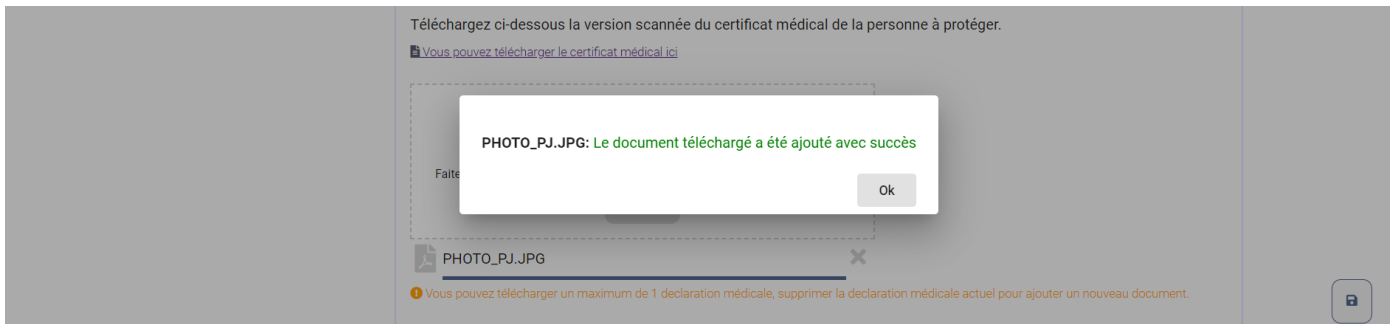 Téléchargez ci-dessous la version scannée du certificat médical de la personne à protéger.
Vous pouvez télécharger le certificat médical ici
PHOTO_PJ.JPG: Le document téléchargé a été ajouté avec succès
Faite
Ok
PHOTO_PJ.JPG
Vous pouvez télécharger un maximum de 1 declaration médicale, supprimer la declaration médicale actuel pour ajouter un nouveau document.